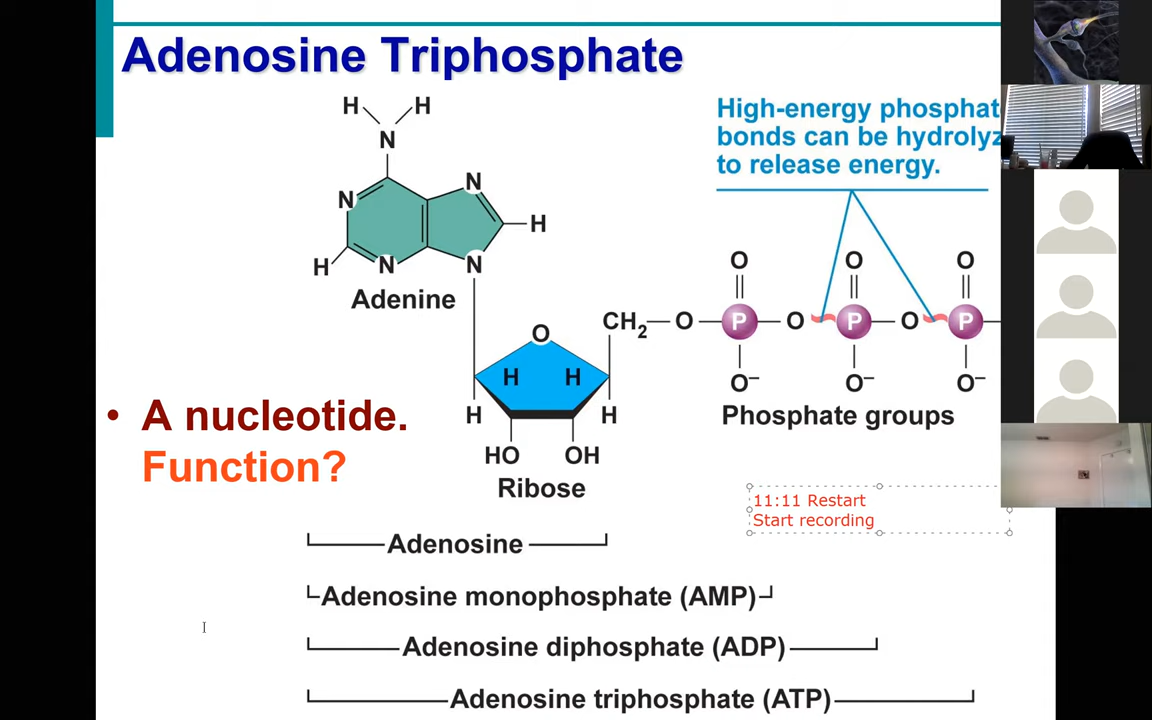 Adenosine Triphosphate
High-energy phosphat
bonds can be hydrolyz
to release energy.
H H
N
N N
H
H N N
Adenine
O O O
CH₂ O P O P O P
O⁻ O⁻ O⁻
Phosphate groups
O
H H
H H
HO OH
Ribose
• A nucleotide.
Function?
11:11 Restart
Start recording
Adenosine
Adenosine monophosphate (AMP)
Adenosine diphosphate (ADP)
Adenosine triphosphate (ATP)